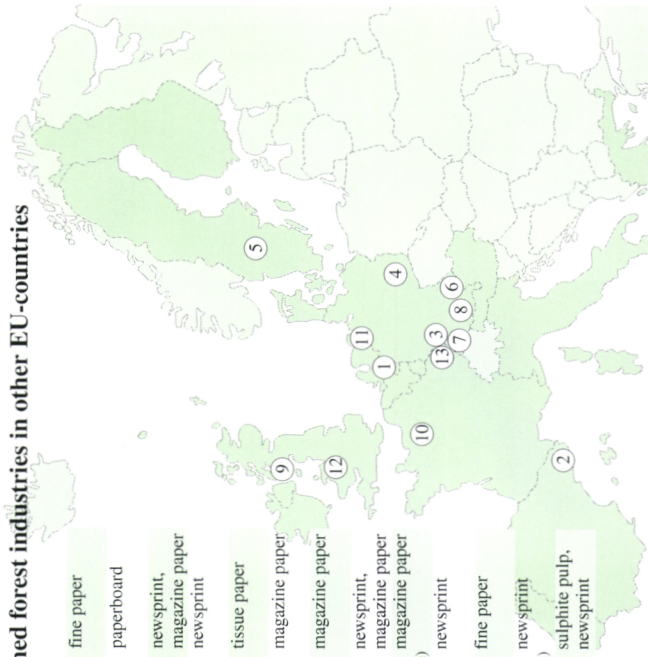 ned forest industries in other EU-countries
fine paper
paperboard
newsprint,
magazine paper
newsprint
tissue paper
magazine paper
magazine paper
newsprint,
magazine paper
magazine paper
)
newsprint
fine paper
newsprint
)
sulphite pulp,
newsprint
5
9
12
11
1
4
10
3
13
6
7
8
2